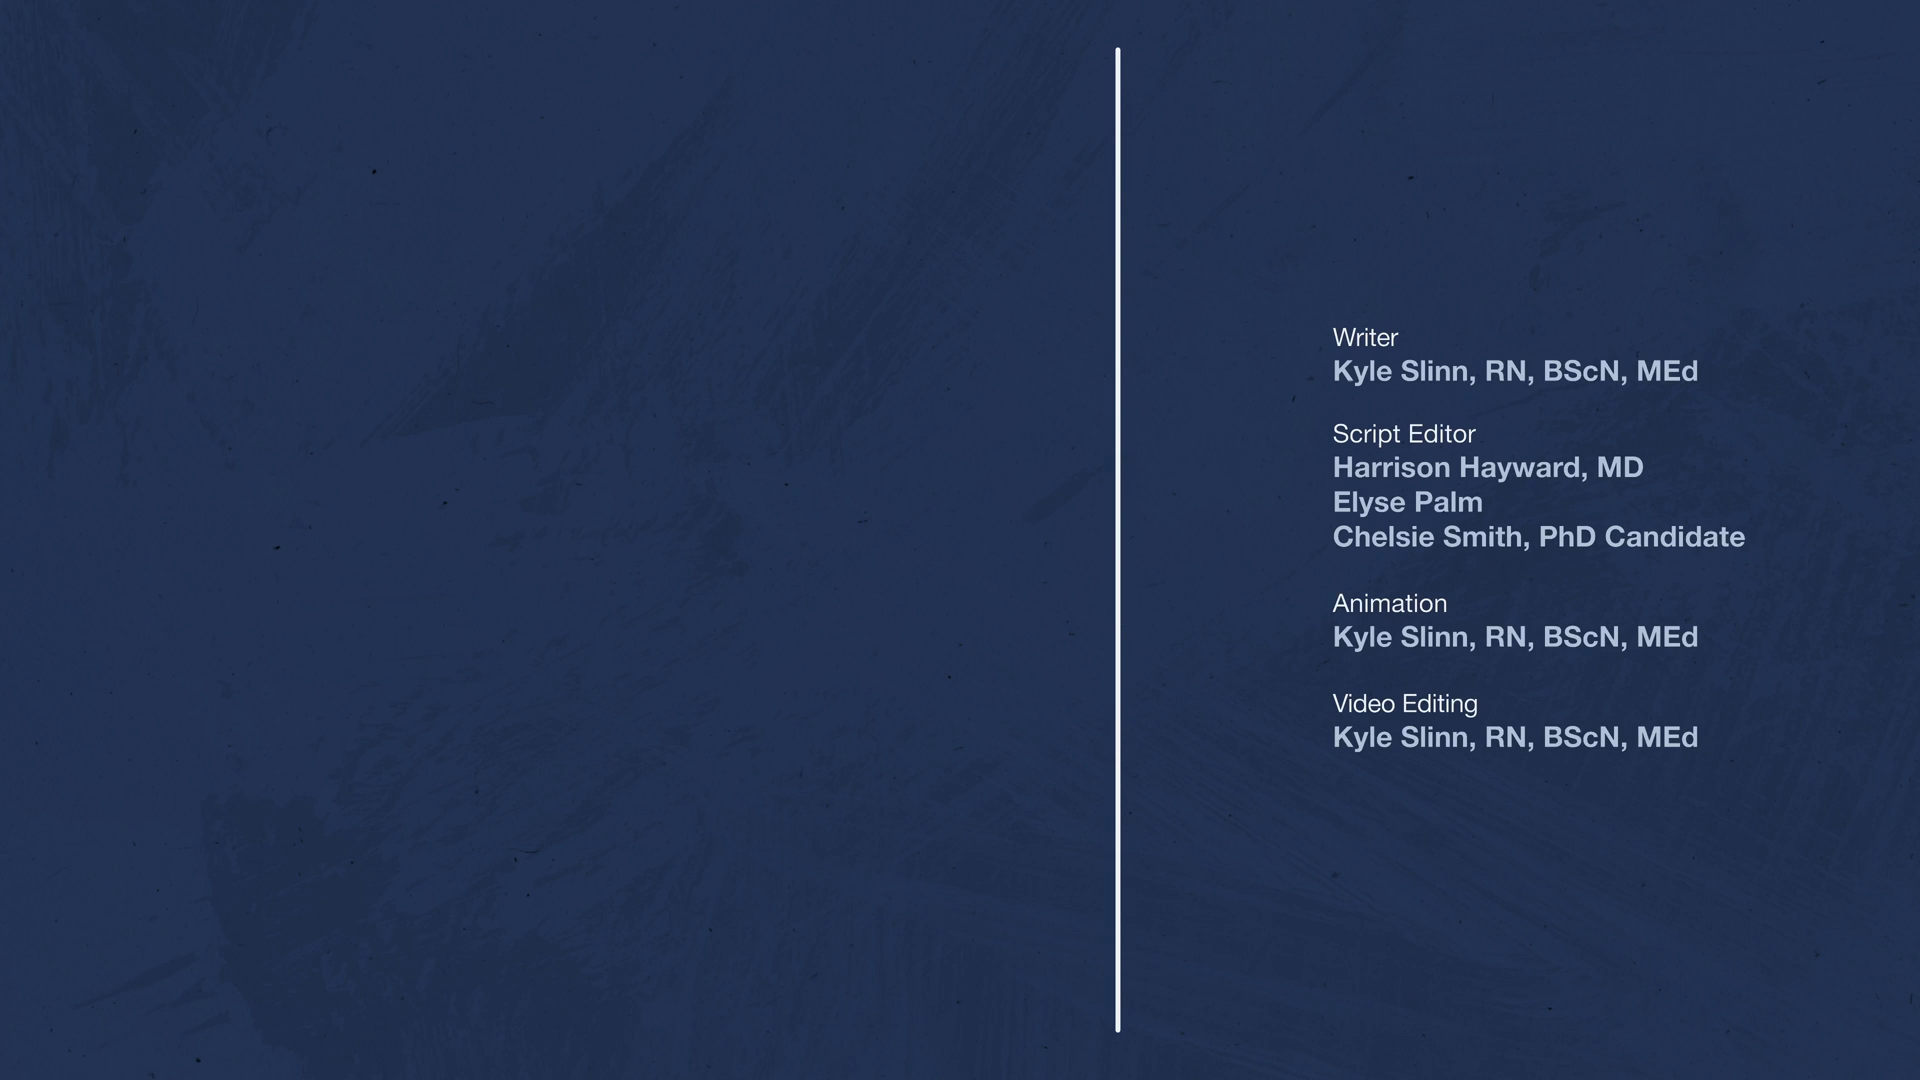 Writer
Kyle Slinn, RN, BScN, MEd
Script Editor
Harrison Hayward, MD
Elyse Palm
Chelsie Smith, PhD Candidate
Animation
Kyle Slinn, RN, BScN, MEd
Video Editing
Kyle Slinn, RN, BScN, MEd